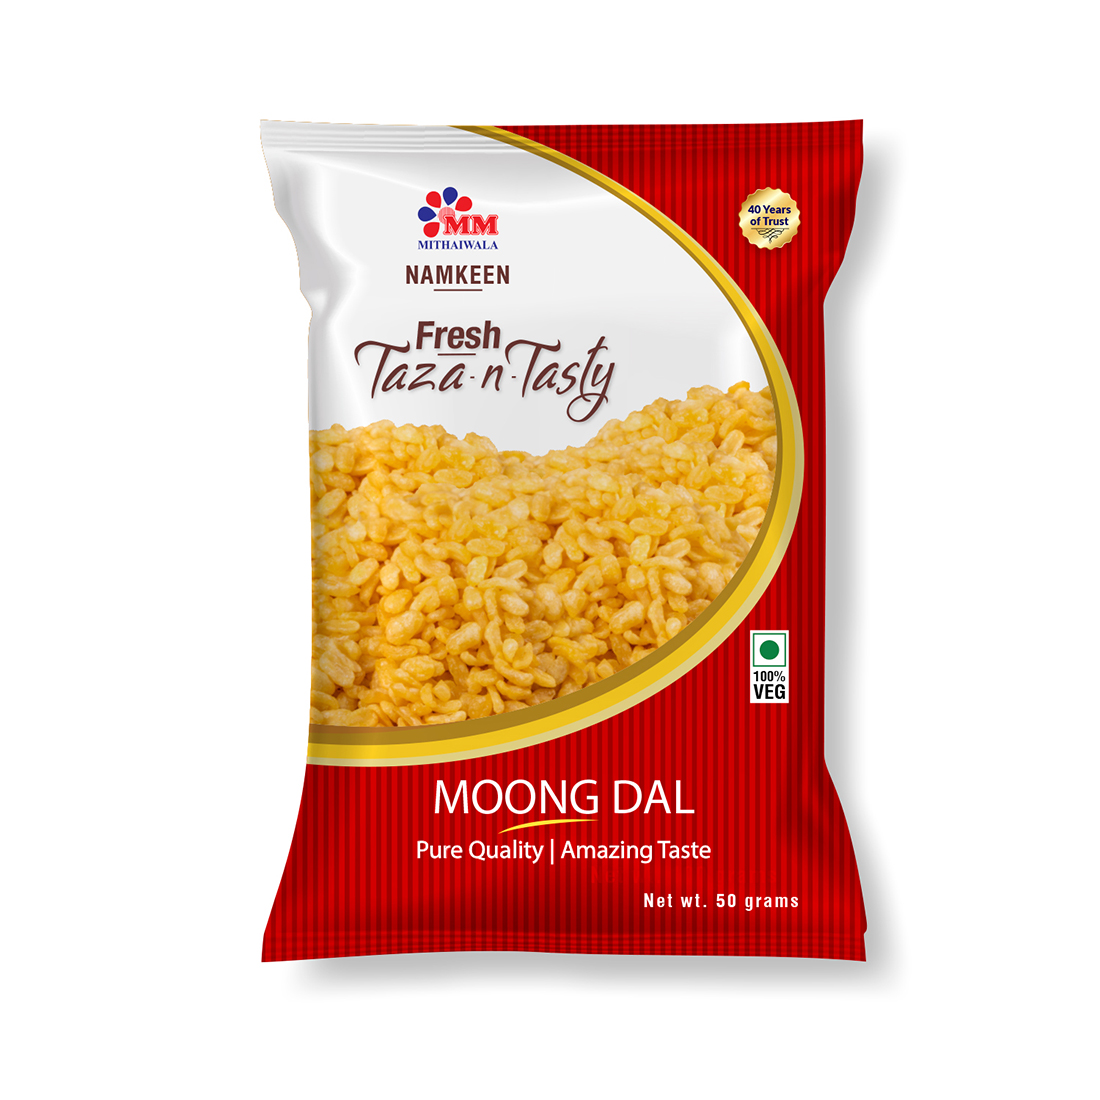 MM
MITHAIWALA
NAMKEEN
40 Years
of Trust
Fresh
Taza-n-Tasty
100%
VEG
MOONG DAL
Pure Quality | Amazing Taste
Net wt. 50 grams